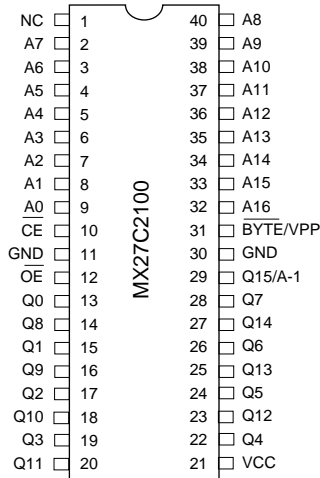 NC 1 40 A8
A7 2 39 A9
A6 3 38 A10
A5 4 37 A11
A4 5 36 A12
A3 6 35 A13
A2 7 34 A14
A1 8 33 A15
A0 9 32 A16
CE 10 31 BYTE/VPP
GND 11 30 GND
OE 12 29 Q15/A-1
Q0 13 28 Q7
Q8 14 27 Q14
Q1 15 26 Q6
Q9 16 25 Q13
Q2 17 24 Q5
Q10 18 23 Q12
Q3 19 22 Q4
Q11 20 21 VCC
MX27C2100